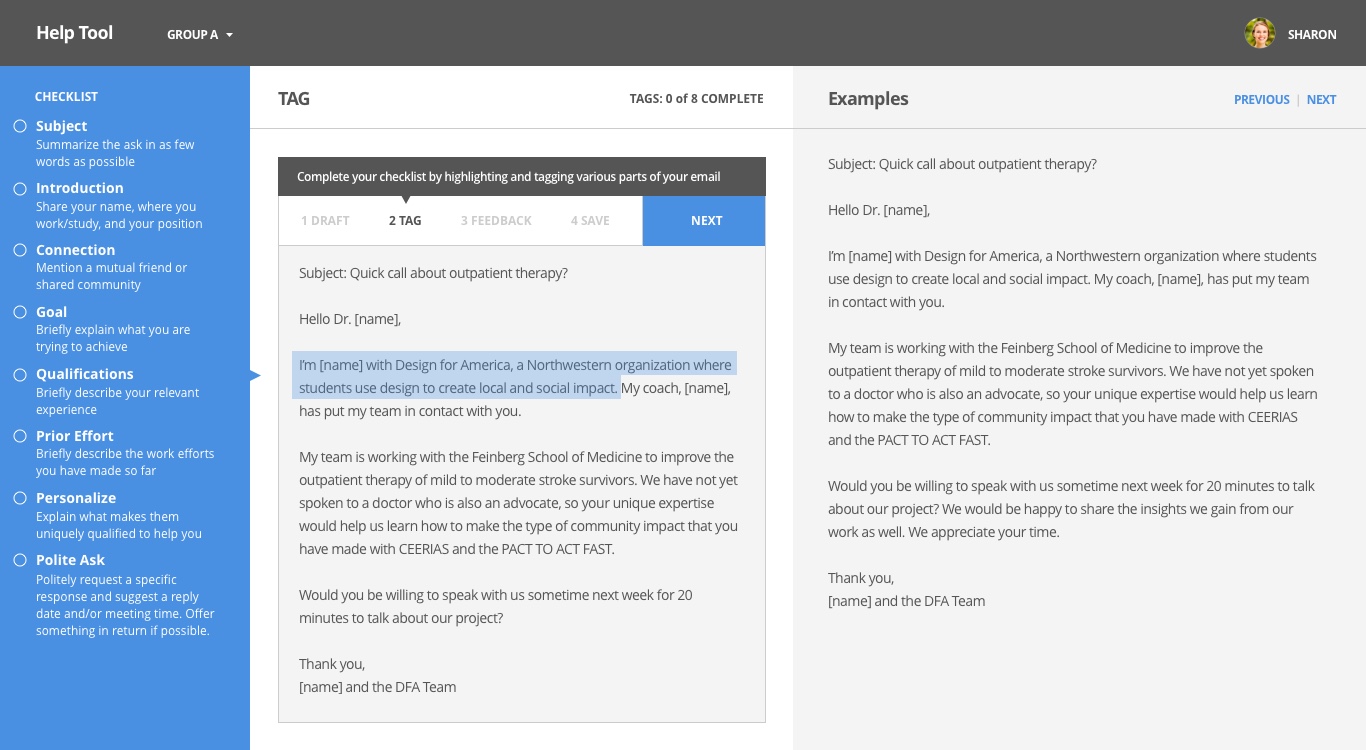 Help Tool
GROUP A
SHARON
CHECKLIST
Subject
Summarize the ask in as few
words as possible
Introduction
Share your name, where you
work/study, and your position
Connection
Mention a mutual friend or
shared community
Goal
Briefly explain what you are
trying to achieve
Qualifications
Briefly describe your relevant
experience
Prior Effort
Briefly describe the work efforts
you have made so far
Personalize
Explain what makes them
uniquely qualified to help you
Polite Ask
Politely request a specific
response and suggest a reply
date and/or meeting time. Offer
something in return if possible.
TAG
TAGS: 0 of 8 COMPLETE
Complete your checklist by highlighting and tagging various parts of your email
1 DRAFT
2 TAG
3 FEEDBACK
4 SAVE
NEXT
Subject: Quick call about outpatient therapy?
Hello Dr. [name],
I'm [name] with Design for America, a Northwestern organization where
students use design to create local and social impact. My coach, [name],
has put my team in contact with you.
My team is working with the Feinberg School of Medicine to improve the
outpatient therapy of mild to moderate stroke survivors. We have not yet
spoken to a doctor who is also an advocate, so your unique expertise
would help us learn how to make the type of community impact that you
have made with CEERIAS and the PACT TO ACT FAST.
Would you be willing to speak with us sometime next week for 20
minutes to talk about our project?
Thank you,
[name] and the DFA Team
Examples
PREVIOUS | NEXT
Subject: Quick call about outpatient therapy?
Hello Dr. [name],
I'm [name] with Design for America, a Northwestern organization where students
use design to create local and social impact. My coach, [name], has put my team
in contact with you.
My team is working with the Feinberg School of Medicine to improve the
outpatient therapy of mild to moderate stroke survivors. We have not yet spoken
to a doctor who is also an advocate, so your unique expertise would help us learn
how to make the type of community impact that you have made with CEERIAS
and the PACT TO ACT FAST.
Would you be willing to speak with us sometime next week for 20 minutes to talk
about our project? We would be happy to share the insights we gain from our
work as well. We appreciate your time.
Thank you,
[name] and the DFA Team